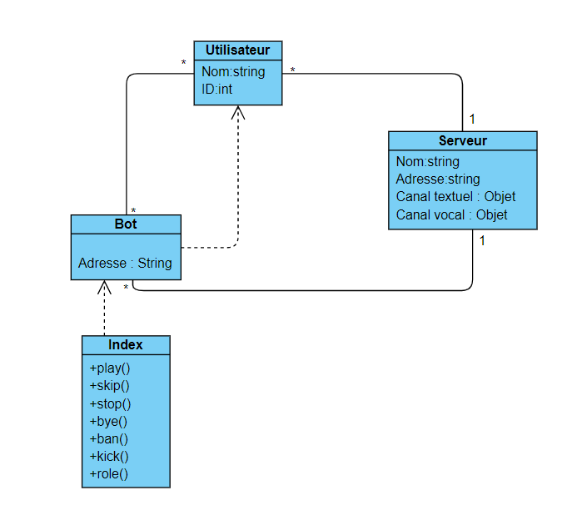 Utilisateur
Nom:string
ID:int
*
*
1
Serveur
Nom:string
Adresse:string
Canal textuel : Objet
Canal vocal : Objet
*
Bot
Adresse : String
1
*
Index
+play()
+skip()
+stop()
+bye()
+ban()
+kick()
+role()